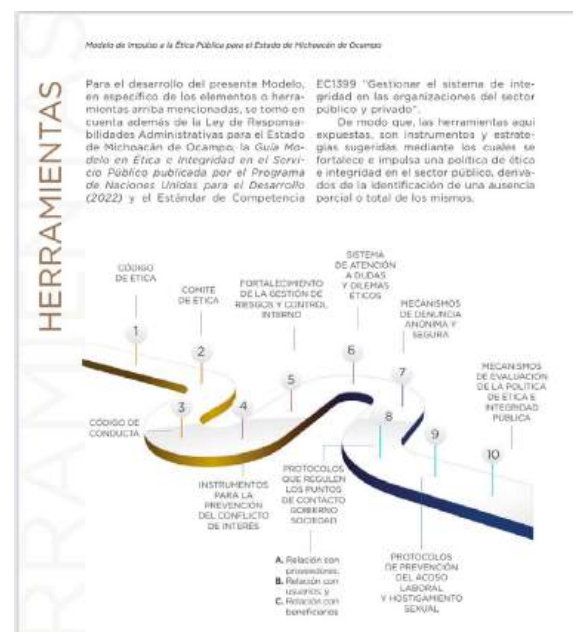 Modelo de Impulso a la Ética Pública para el Estado de Michoacán de Ocampo
HERRAMIENTAS
Para el desarrollo del presente Modelo,
en específico de los elementos o herra-
mientas arriba mencionadas, se tomó en
cuenta además de la Ley de Responsa-
bilidades Administrativas para el Estado
de Michoacán de Ocampo, la Guía Mo-
delo en Ética e Integridad en el Servi-
cio Público publicada por el Programa
de Naciones Unidas para el Desarrollo
(2022) y el Estándar de Competencia
EC1399 "Gestionar el sistema de inte-
gridad en las organizaciones del sector
público y privado".
De modo que, las herramientas aquí
expuestas, son instrumentos y estrate-
gias sugeridas mediante los cuales se
fortalece e impulsa una política de ética
e integridad en el sector público, deriva-
dos de la identificación de una ausencia
parcial o total de los mismos.
CÓDIGO
DE ÉTICA
1
COMITÉ
DE ÉTICA
2
CÓDIGO DE
CONDUCTA
3
INSTRUMENTOS
PARA LA
PREVENCIÓN
DEL CONFLICTO
DE INTERÉS
4
FORTALECIMIENTO
DE LA GESTIÓN DE
RIESGOS Y CONTROL
INTERNO
5
SISTEMA
DE ATENCIÓN
A DUDAS
Y DILEMAS
ÉTICOS
6
MECANISMOS
DE DENUNCIA
ANÓNIMA Y
SEGURA
7
PROTOCOLOS
QUE REGULEN
LOS PUNTOS
DE CONTACTO
GOBIERNO
SOCIEDAD
8
A. Relación con
proveedores;
B. Relación con
usuarios; y
C. Relación con
beneficiarios
PROTOCOLOS
DE PREVENCIÓN
DEL ACOSO
LABORAL
Y HOSTIGAMIENTO
SEXUAL
9
MECANISMOS
DE EVALUACIÓN
DE LA POLÍTICA
DE ÉTICA E
INTEGRIDAD
PÚBLICA
10
RRAMIENTAS